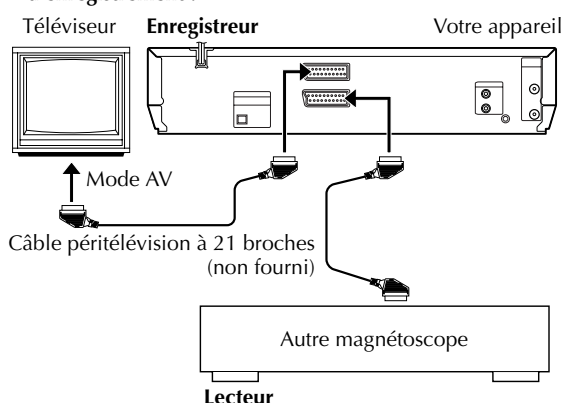 Téléviseur Enregistreur Votre appareil
Mode AV
Câble péritélévision à 21 broches
(non fourni)
Autre magnétoscope
Lecteur